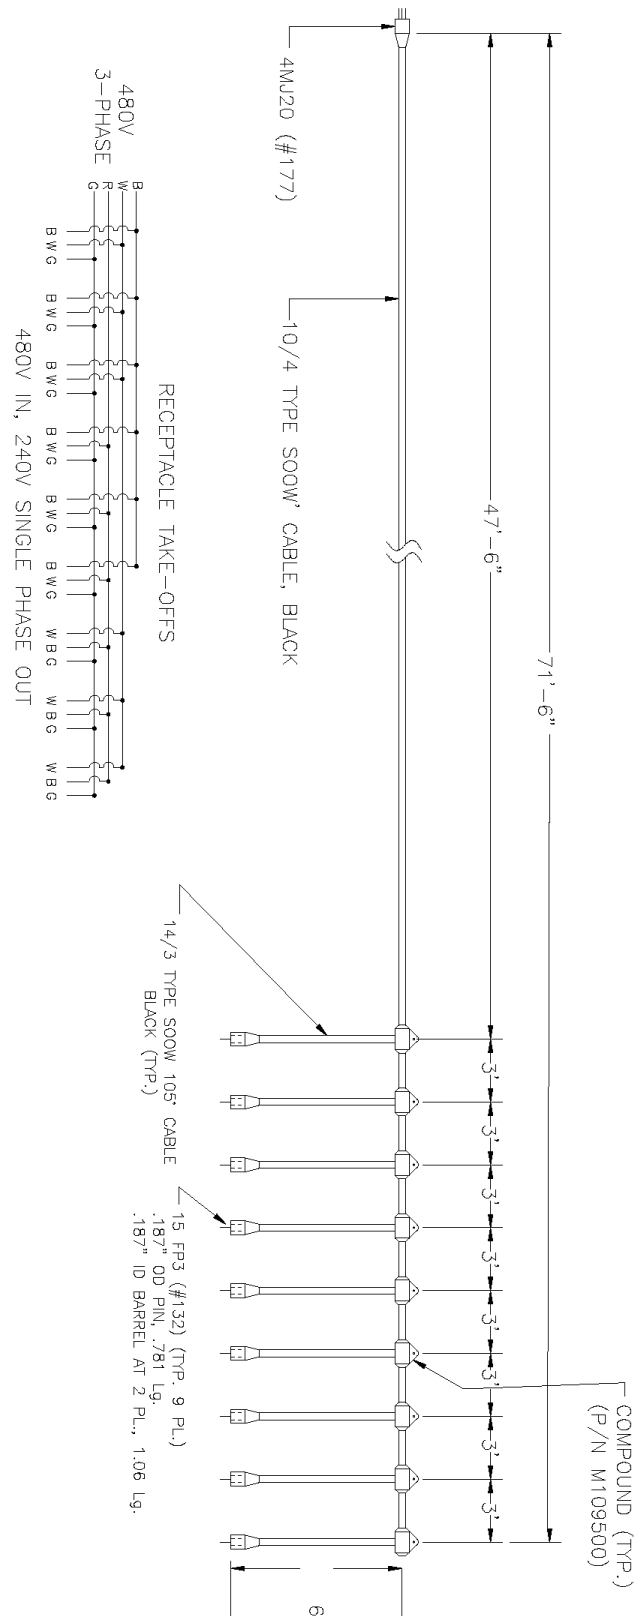 71'-6"
47'-6"
3'
3'
3'
3'
3'
3'
3'
3'
COMPOUND (TYP.)
(P/N M109500)
4MJ20 (#177)
10/4 TYPE SOOW' CABLE, BLACK
14/3 TYPE SOOW 105° CABLE
BLACK (TYP.)
15 FP3 (#132) (TYP. 9 PL.)
.187" OD PIN, .781 Lg.
.187" ID BARREL AT 2 PL., 1.06 Lg.
6
RECEPTACLE TAKE-OFFS
480V
3-PHASE
B
W
R
G
B W G
B W G
B W G
B W G
B W G
B W G
W B G
W B G
W B G
480V IN, 240V SINGLE PHASE OUT